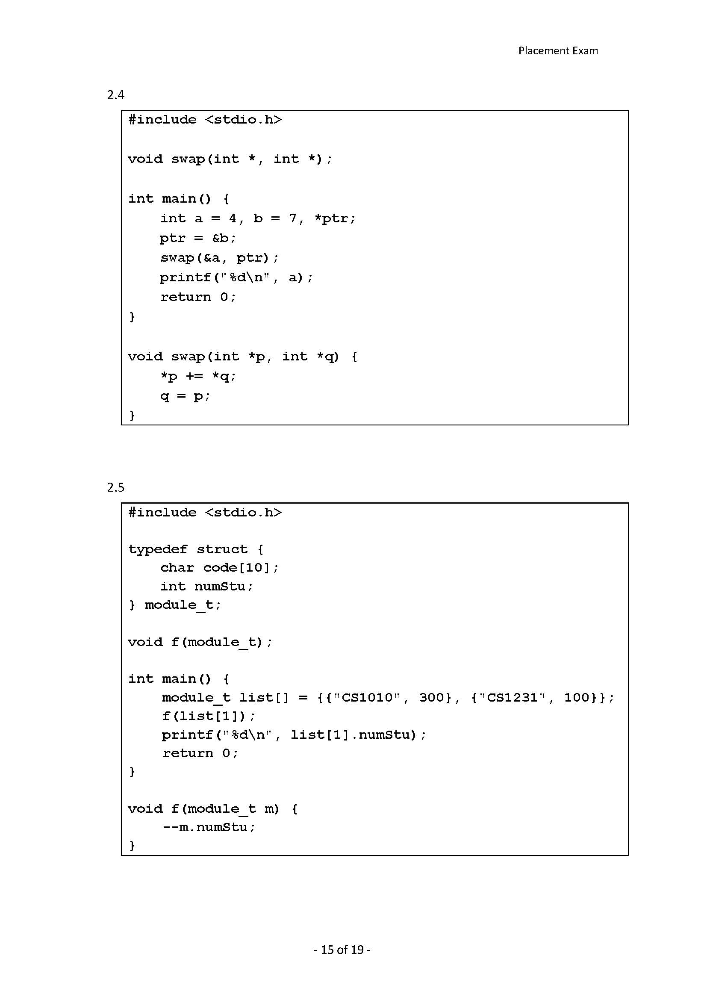 Placement Exam
2.4
#include <stdio.h>
void swap(int *, int *);
int main() {
    int a = 4, b = 7, *ptr;
    ptr = &b;
    swap(&a, ptr);
    printf("%d\n", a);
    return 0;
}
void swap(int *p, int *q) {
    *p += *q;
    q = p;
}
2.5
#include <stdio.h>
typedef struct {
    char code[10];
    int numStu;
} module_t;
void f(module_t);
int main() {
    module_t list[] = {{"CS1010", 300}, {"CS1231", 100}};
    f(list[1]);
    printf("%d\n", list[1].numStu);
    return 0;
}
void f(module_t m) {
    --m.numStu;
}
- 15 of 19 -